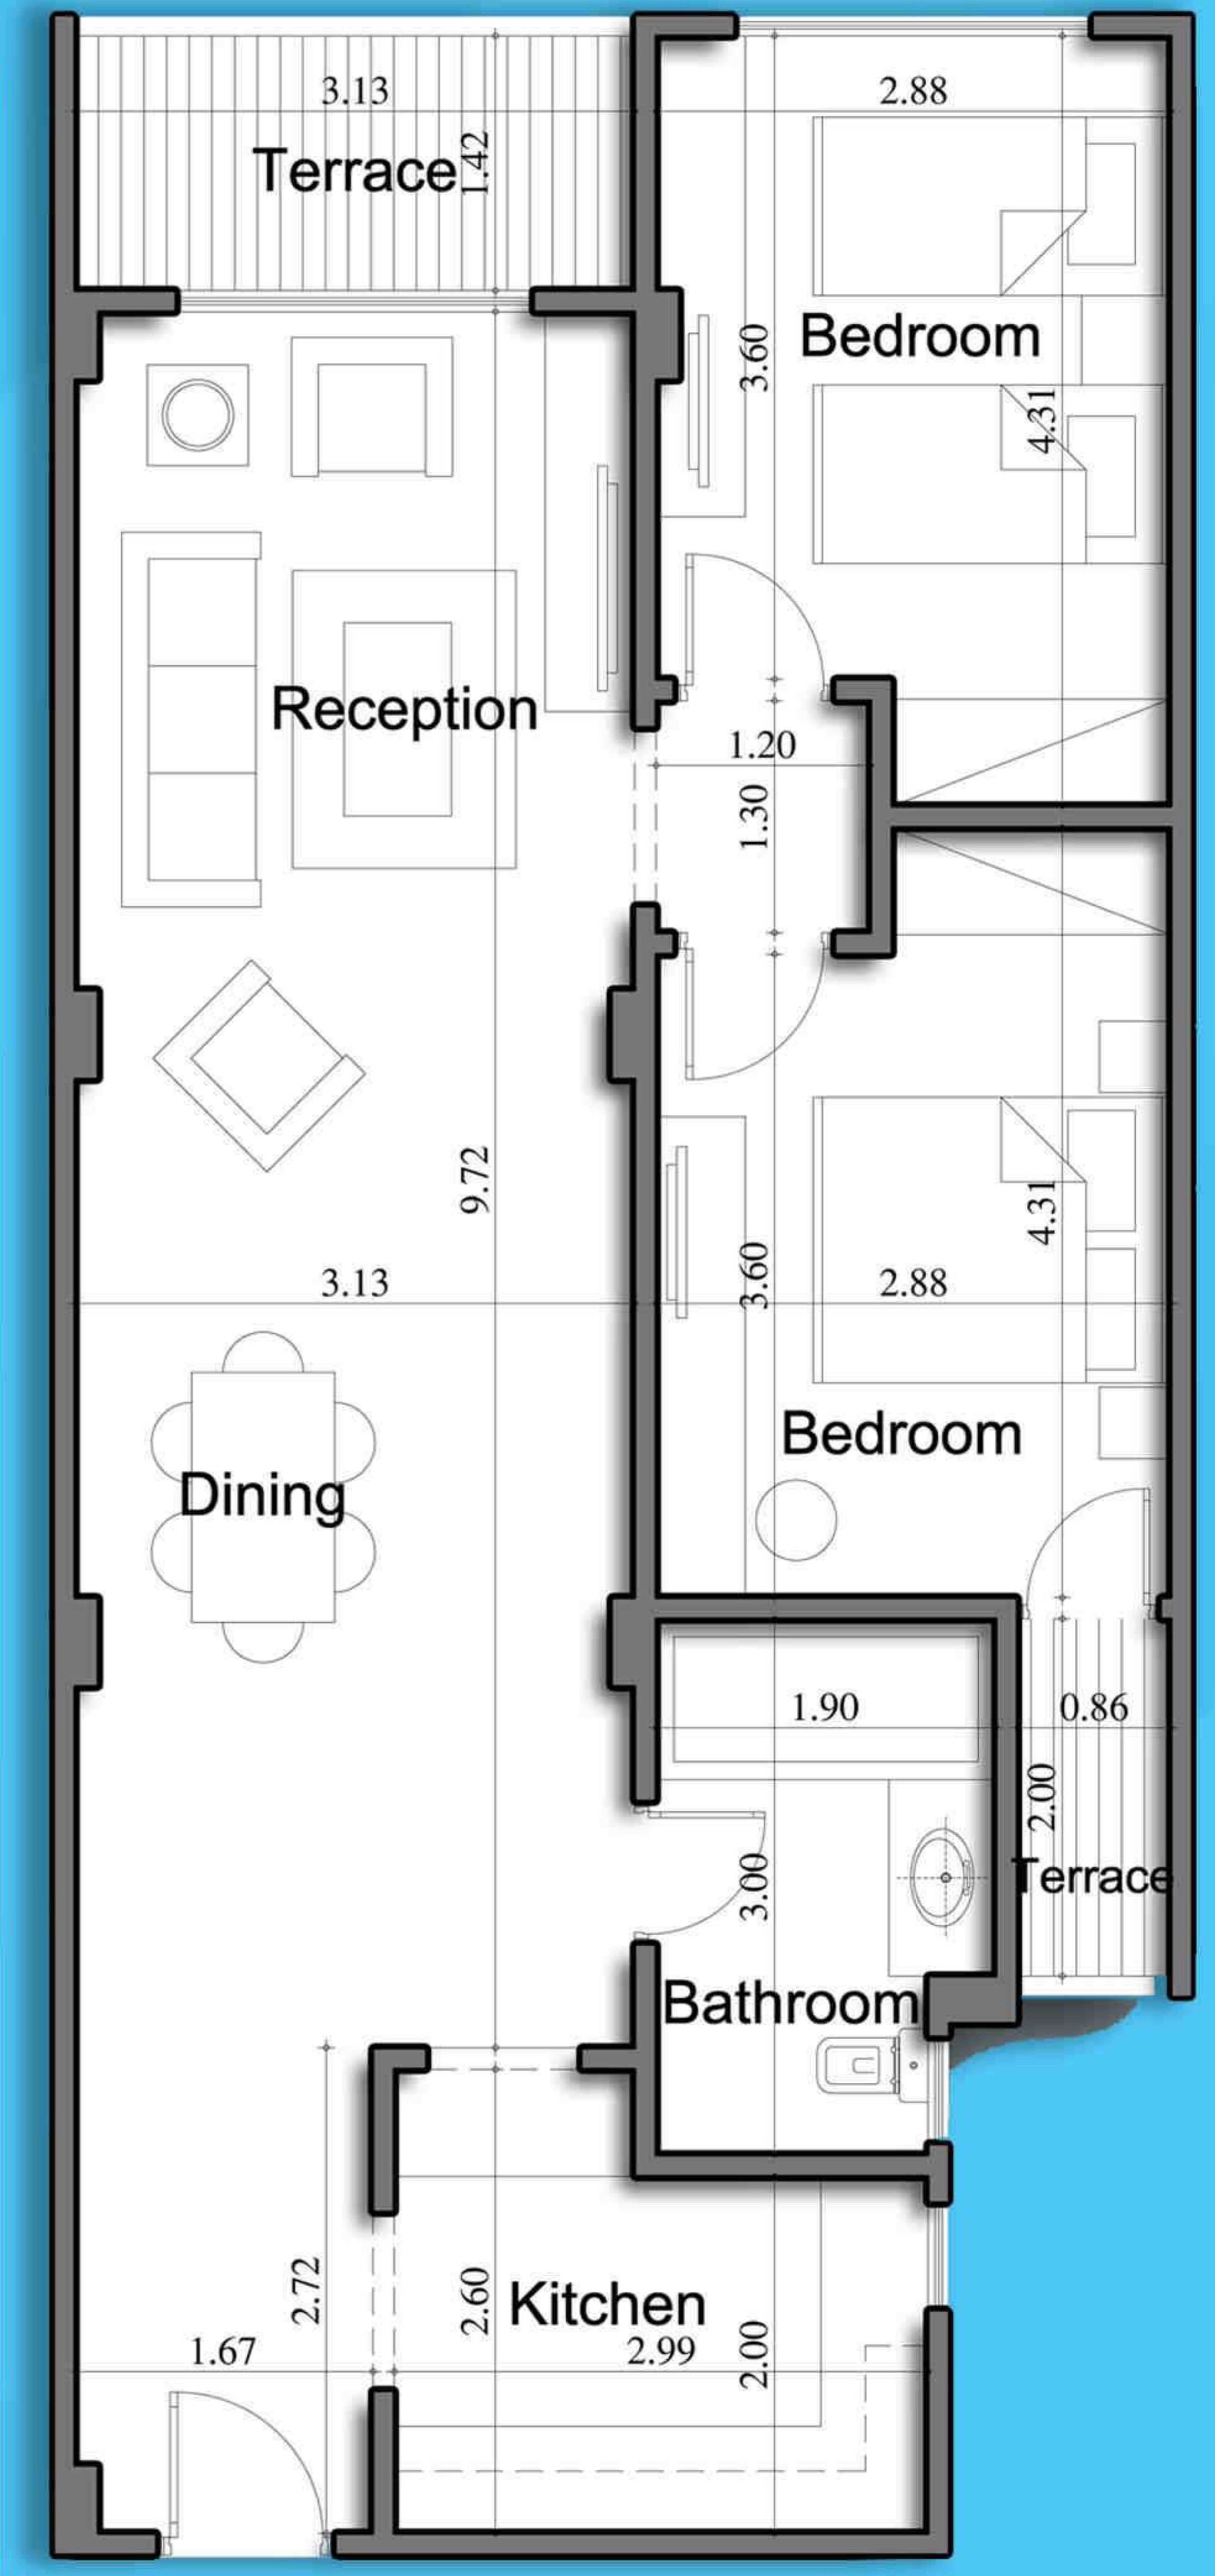 3.13
2.88
1.42
Terrace
Bedroom
3.60
4.31
Reception
1.20
1.30
9.72
4.31
3.60
3.13
2.88
Bedroom
Dining
1.90
0.86
2.00
3.00
Terrace
Bathroom
2.72
2.60
Kitchen
2.00
1.67
2.99